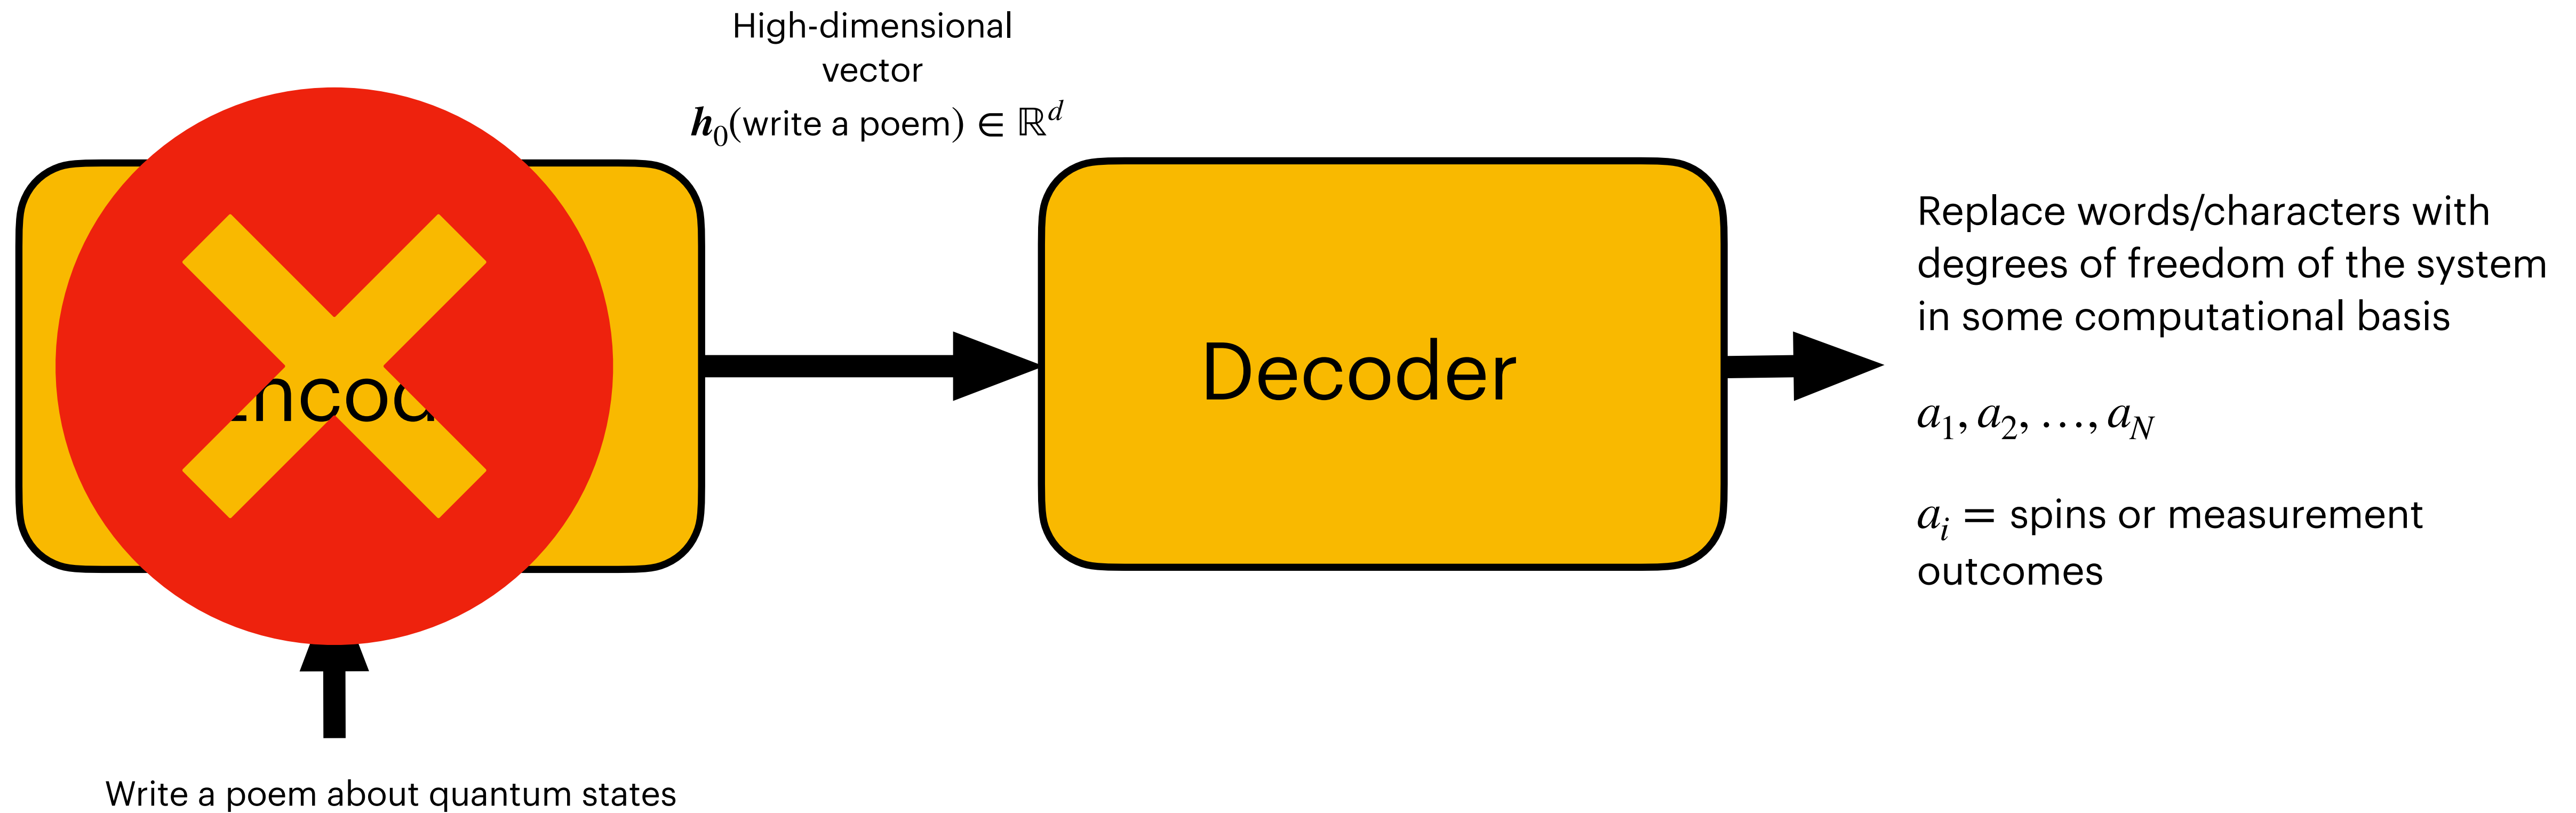 High-dimensional
vector
h₀(write a poem) ∈ ℝᵈ
Decoder
Replace words/characters with
degrees of freedom of the system
in some computational basis
a₁, a₂, …, a_N
aᵢ = spins or measurement
outcomes
Write a poem about quantum states